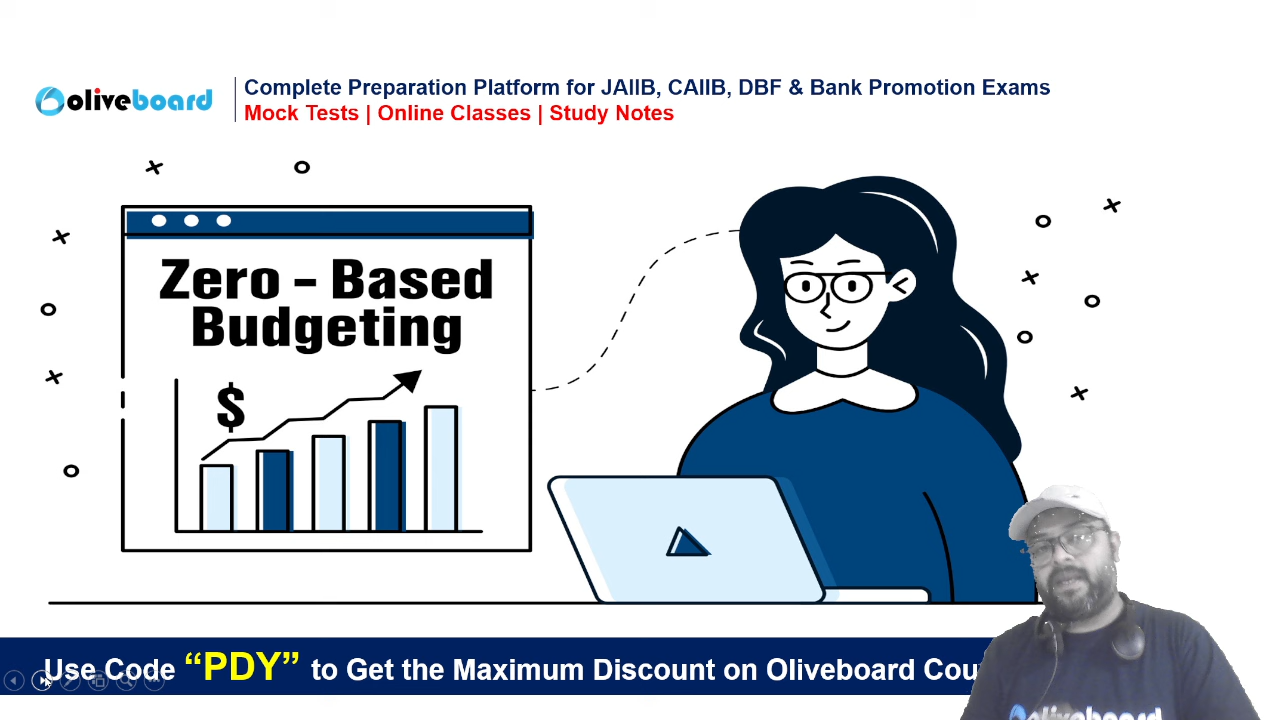 oliveboard
Complete Preparation Platform for JAIIB, CAIIB, DBF & Bank Promotion Exams
Mock Tests | Online Classes | Study Notes
Zero - Based
Budgeting
$
Use Code “PDY” to Get the Maximum Discount on Oliveboard
oliveboard